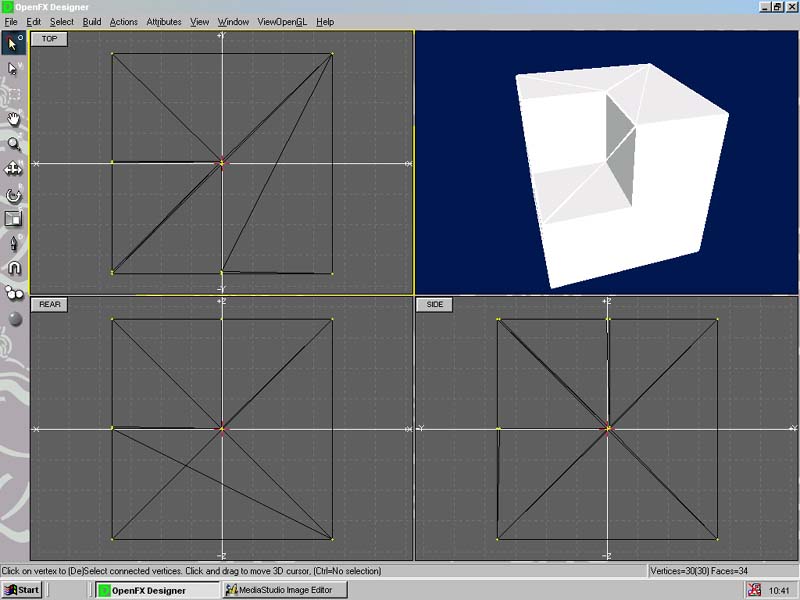 OpenFX Designer
File Edit Select Build Actions Attributes View Window ViewOpenGL Help
TOP
+Y
X
X
-Y
REAR
+Z
X
X
-Z
SIDE
+Z
-Y
+Y
-Z
Click on vertex to (De)Select connected vertices. Click and drag to move 3D cursor, (Ctrl=No selection)
Vertices=30(30) Faces=34
Start
OpenFX Designer
MediaStudio Image Editor
10:41